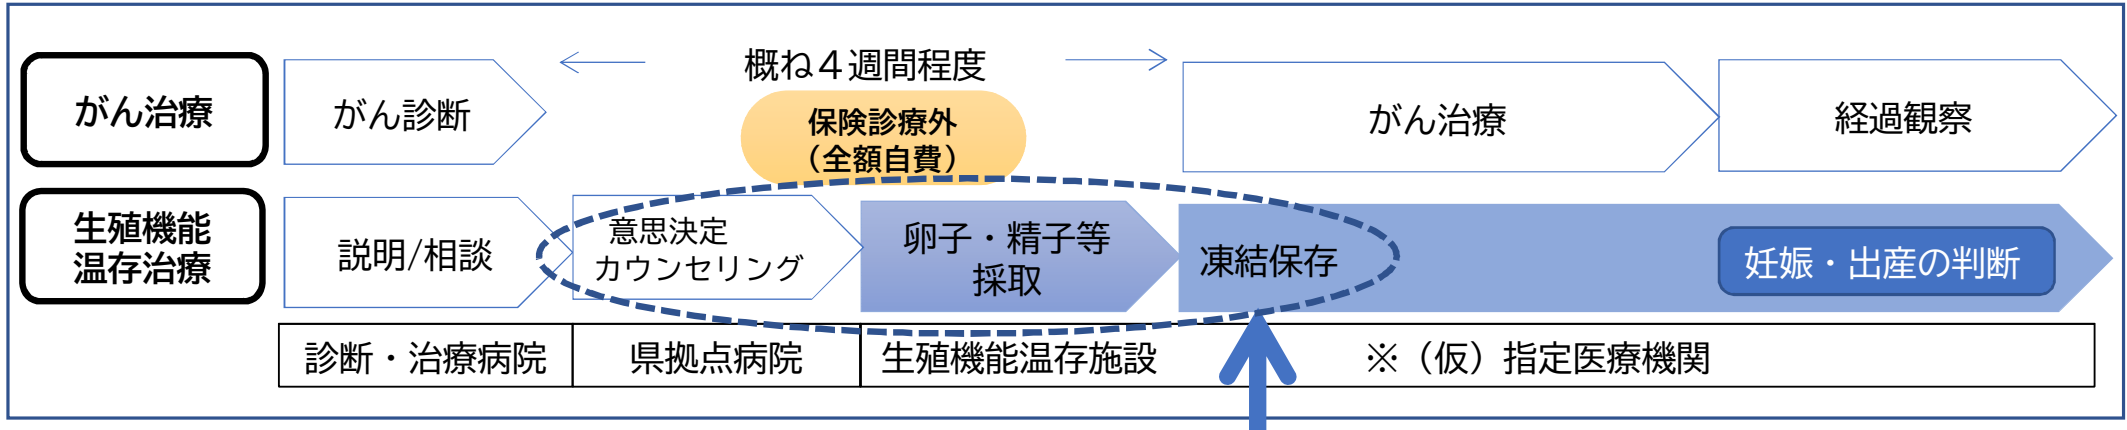 概ね４週間程度
がん治療
がん診断
保険診療外
（全額自費）
がん治療
経過観察
生殖機能
温存治療
説明/相談
意思決定
カウンセリング
卵子・精子等
採取
凍結保存
妊娠・出産の判断
診断・治療病院
県拠点病院
生殖機能温存施設
※（仮）指定医療機関